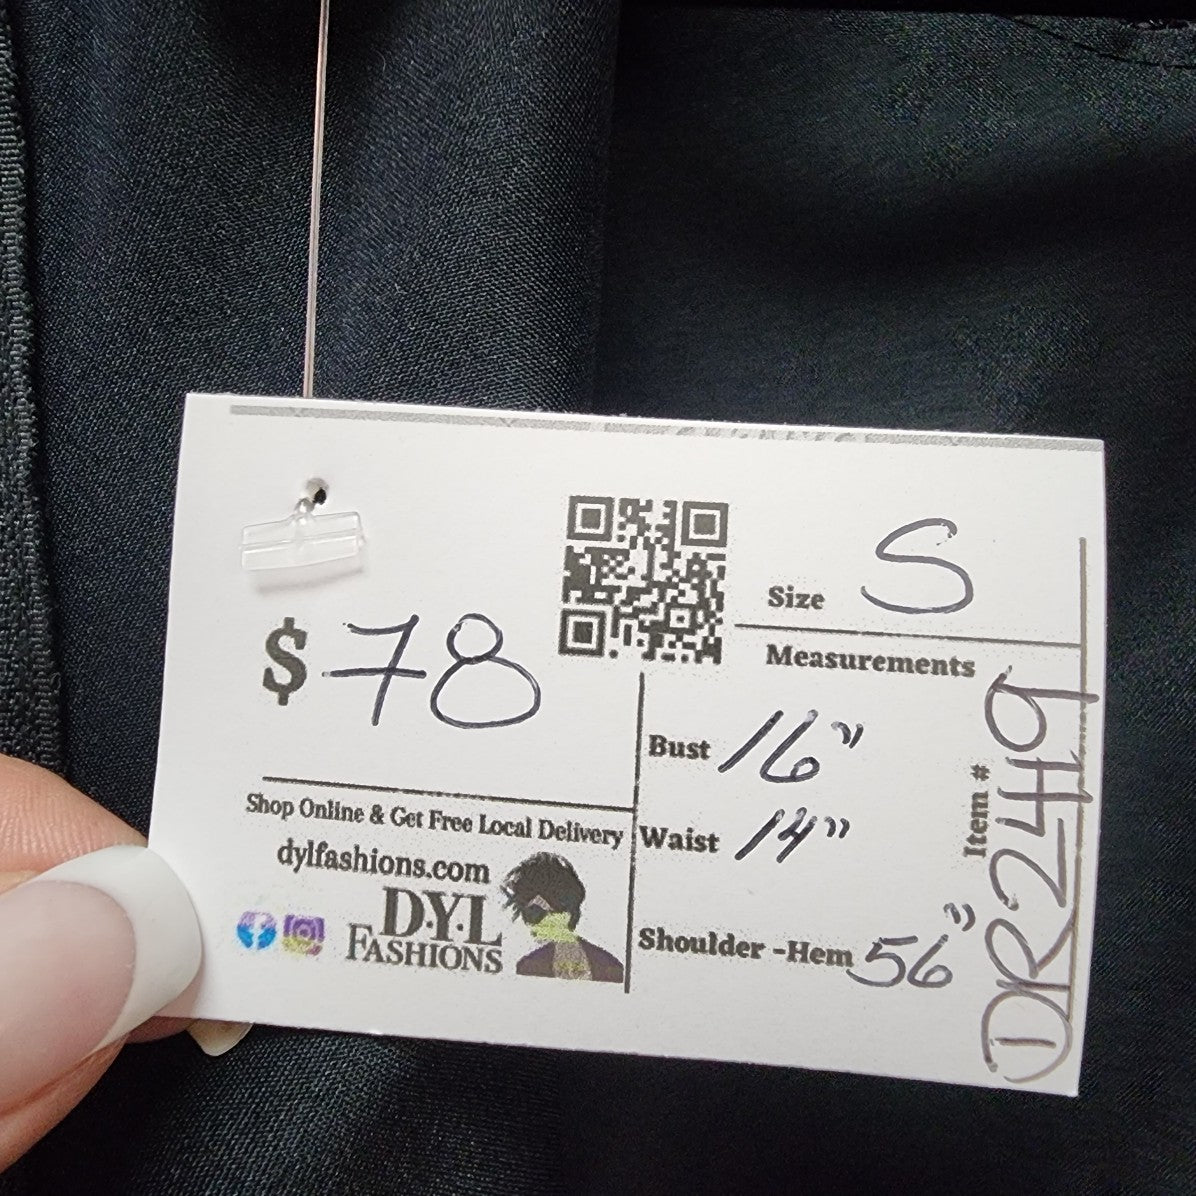 $ 78
Size S
Measurements
Bust 16"
Waist 14"
Shoulder -Hem 56"
Item # DR2449
Shop Online & Get Free Local Delivery
dylfashions.com
D·Y·L
FASHIONS